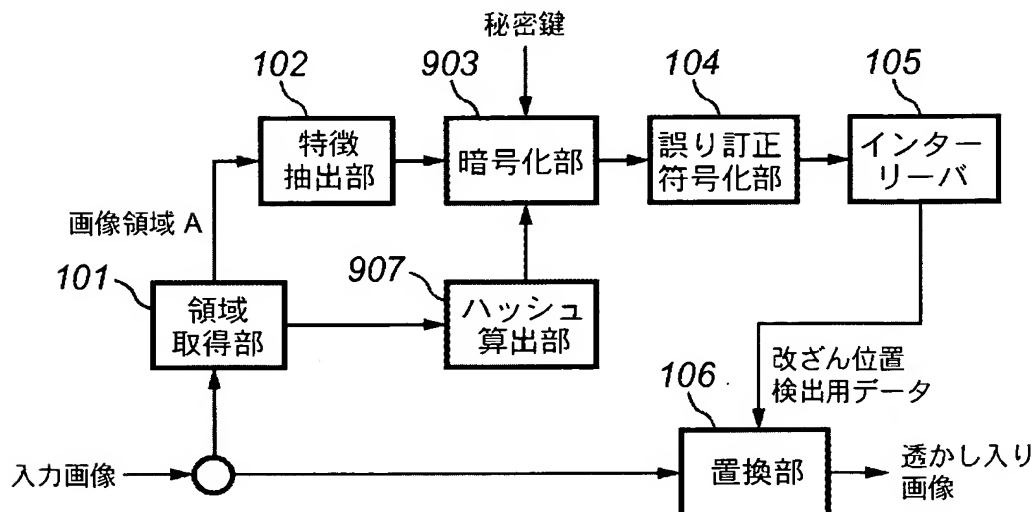 秘密鍵
102
903
104
105
特徴
抽出部
暗号化部
誤り訂正
符号化部
インター
リーバ
画像領域 A
101
907
領域
取得部
ハッシュ
算出部
改ざん位置
検出用データ
106
入力画像
置換部
透かし入り
画像